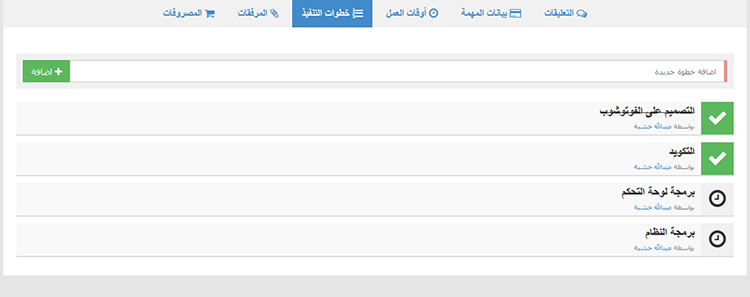 التعليقات بيانات المهمة أوقات العمل خطوات التنفيذ المرفقات المصروفات
اضافة خطوة جديدة
+ اضافة
التصميم على الفوتوشوب
بواسطة عبدالله خشبة
التكويد
بواسطة عبدالله خشبة
برمجة لوحة التحكم
بواسطة عبدالله خشبة
برمجة النظام
بواسطة عبدالله خشبة